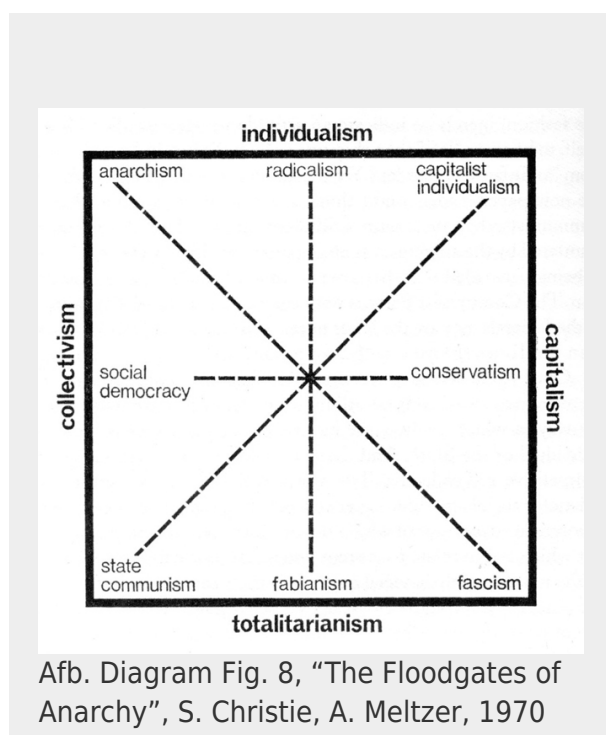 individualism
anarchism
radicalism
capitalist
individualism
collectivism
capitalism
social
democracy
conservatism
state
communism
fabianism
fascism
totalitarianism
Afb. Diagram Fig. 8, “The Floodgates of
Anarchy”, S. Christie, A. Meltzer, 1970